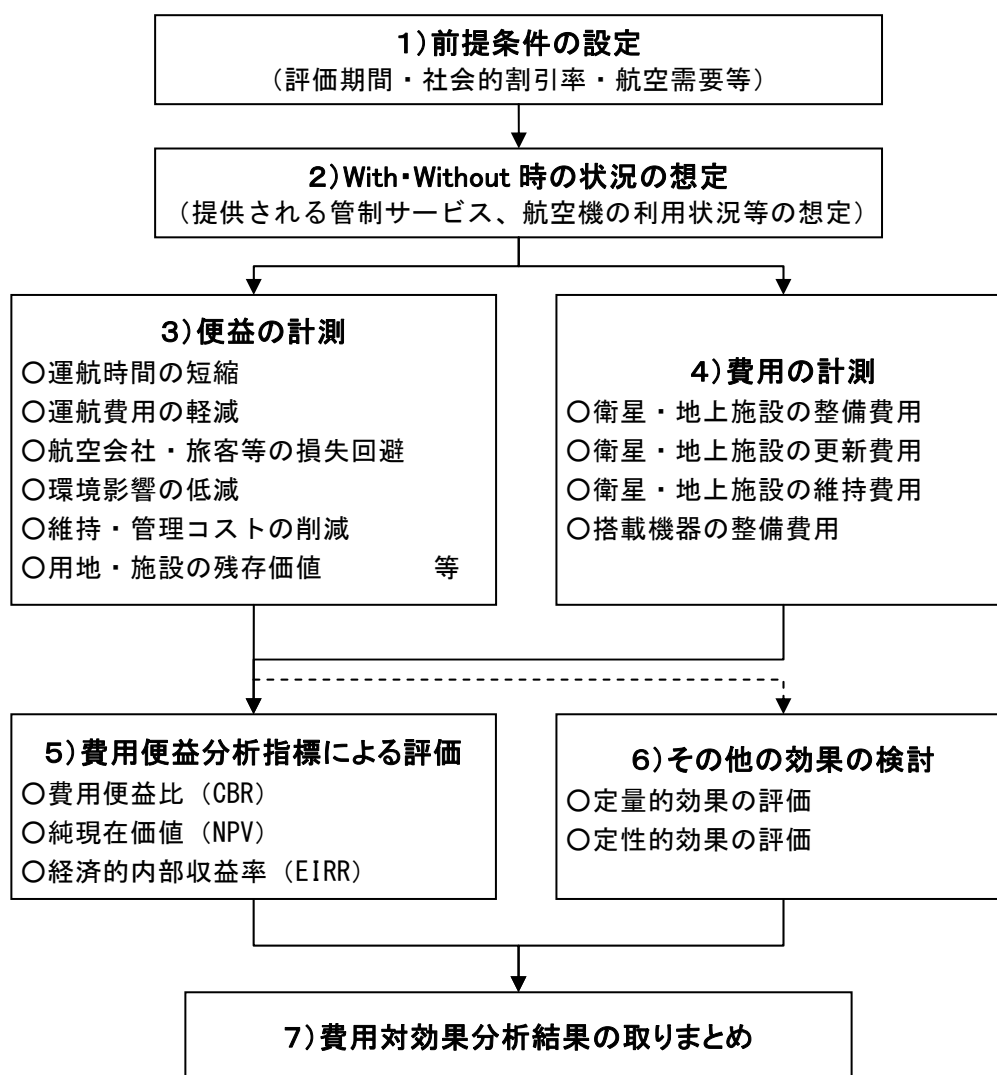 1)前提条件の設定
（評価期間・社会的割引率・航空需要等）
2)With・Without 時の状況の想定
（提供される管制サービス、航空機の利用状況等の想定）
3)便益の計測
○運航時間の短縮
○運航費用の軽減
○航空会社・旅客等の損失回避
○環境影響の低減
○維持・管理コストの削減
○用地・施設の残存価値　　　　等
4)費用の計測
○衛星・地上施設の整備費用
○衛星・地上施設の更新費用
○衛星・地上施設の維持費用
○搭載機器の整備費用
5)費用便益分析指標による評価
○費用便益比（CBR）
○純現在価値（NPV）
○経済的内部収益率（EIRR）
6)その他の効果の検討
○定量的効果の評価
○定性的効果の評価
7)費用対効果分析結果の取りまとめ